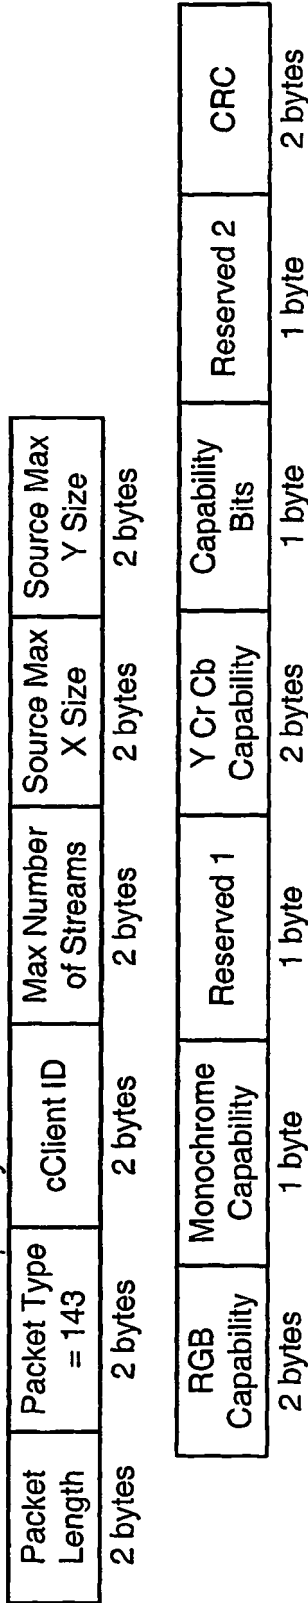 Packet
Length
Packet Type
= 143
cClient ID
Max Number
of Streams
Source Max
X Size
Source Max
Y Size
2 bytes
2 bytes
2 bytes
2 bytes
2 bytes
2 bytes
RGB
Capability
Monochrome
Capability
Reserved 1
Y Cr Cb
Capability
Capability
Bits
Reserved 2
CRC
2 bytes
1 byte
1 byte
2 bytes
1 byte
1 byte
2 bytes